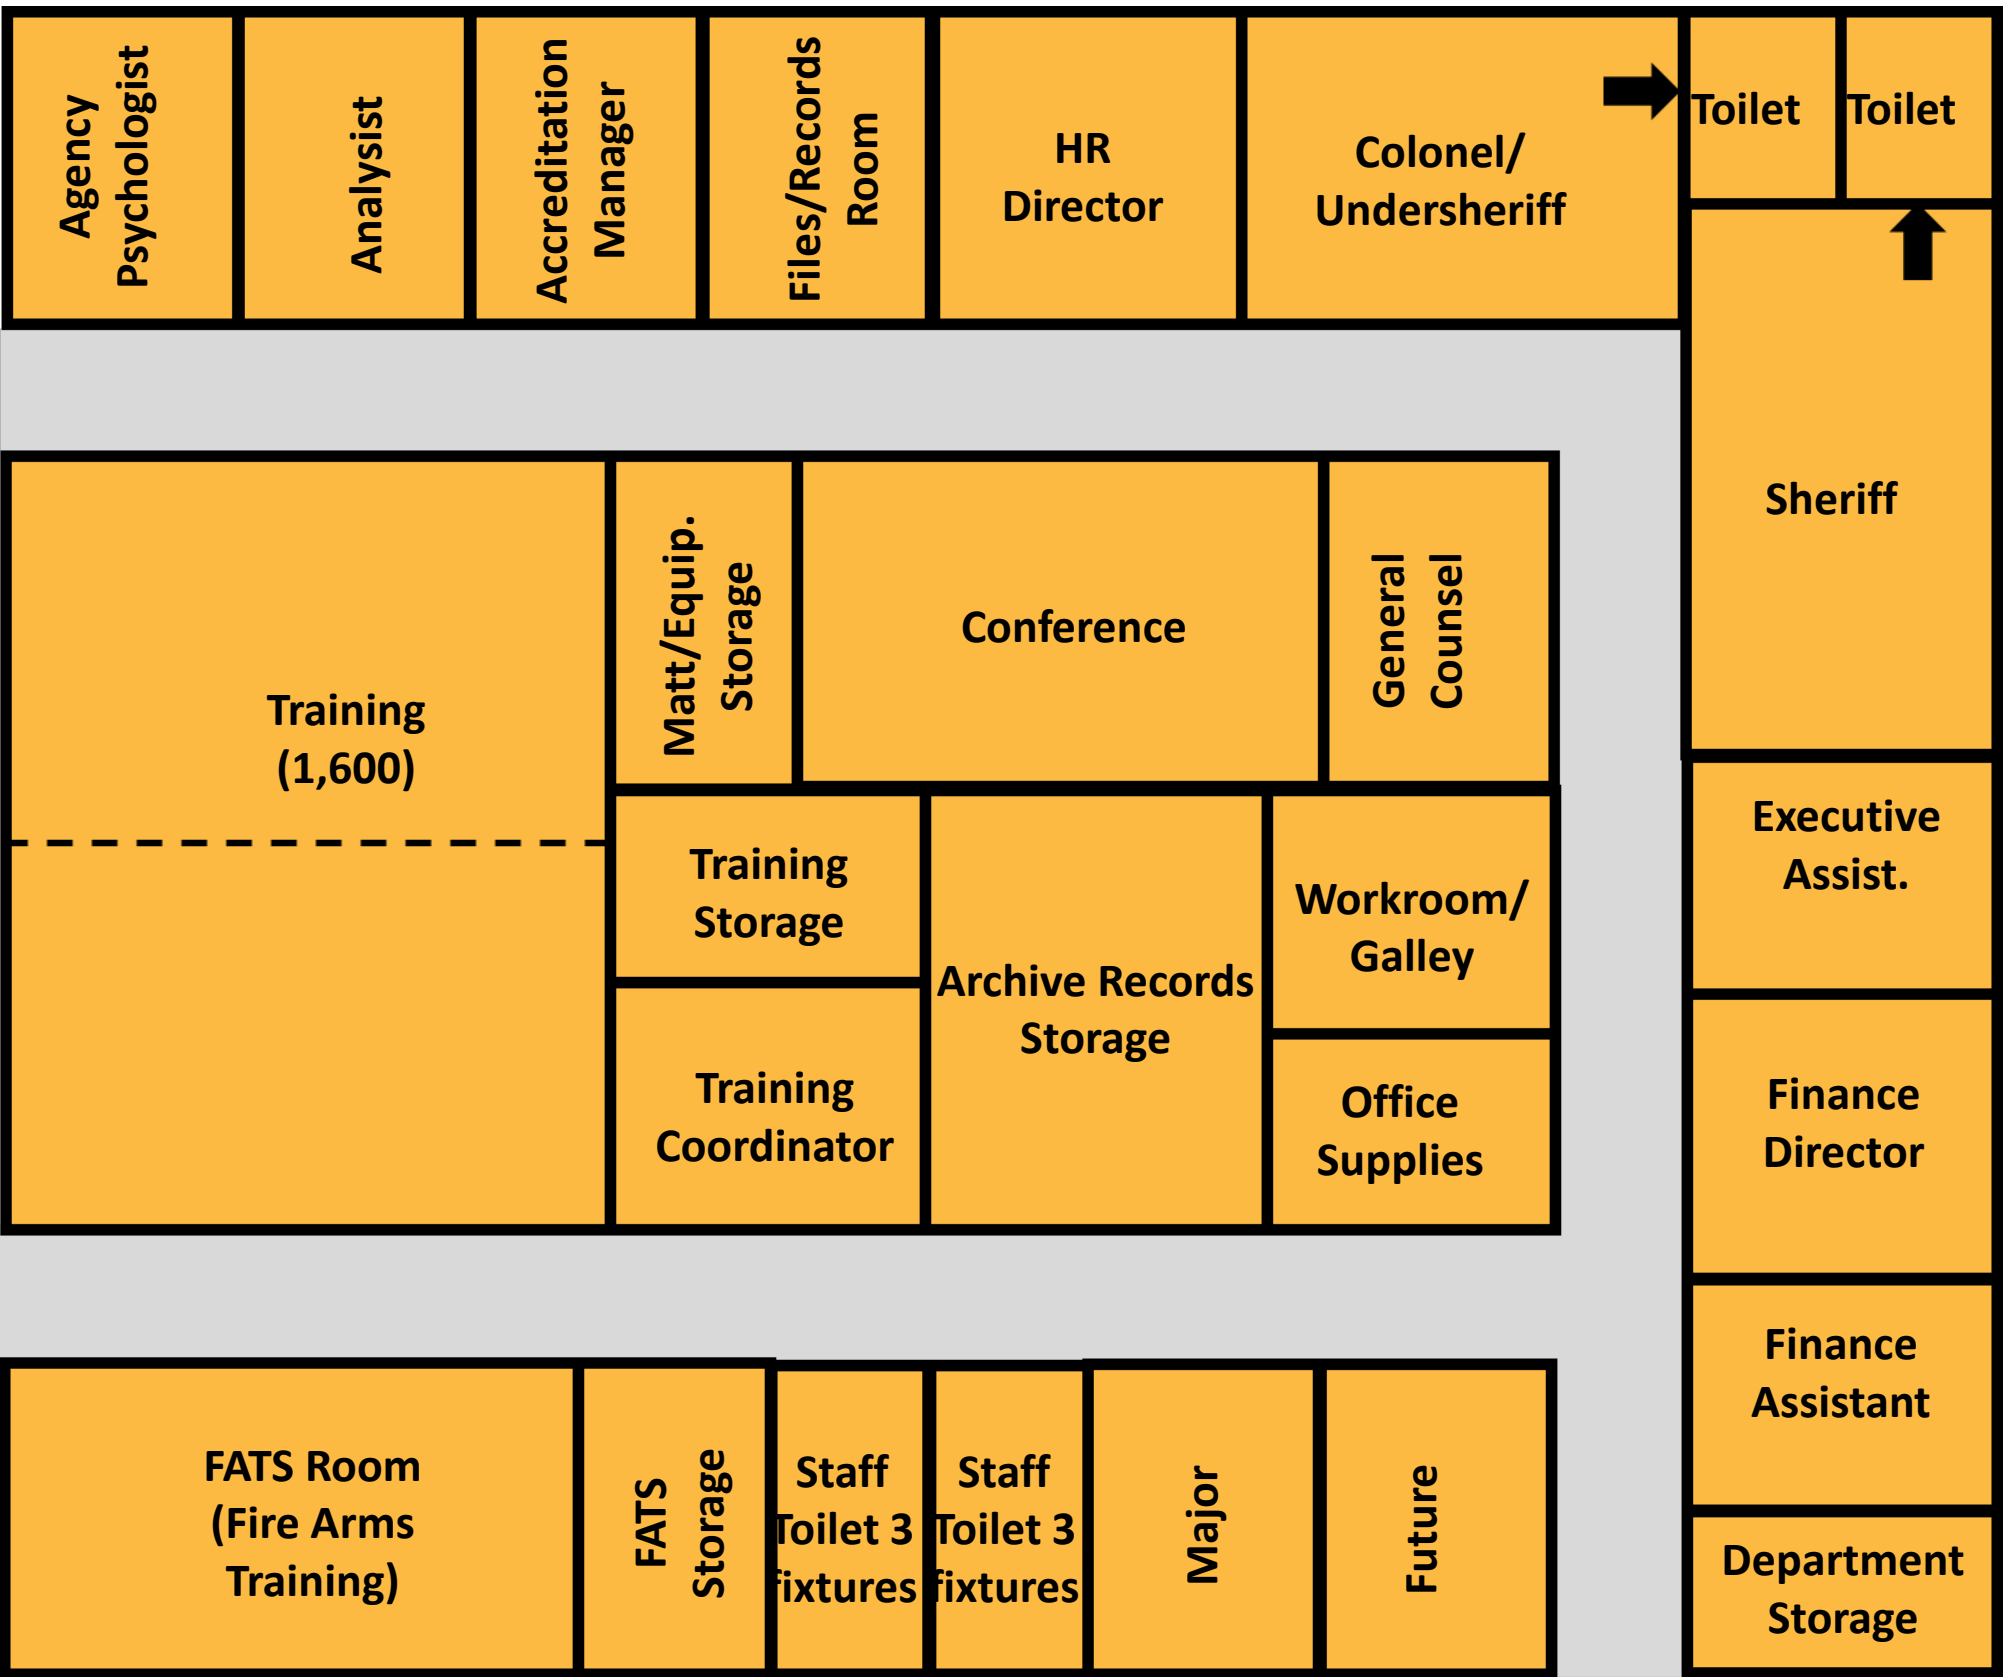 Agency
Psychologist
Analysist
Accreditation
Manager
Files/Records
Room
HR
Director
Colonel/
Undersheriff
Toilet
Toilet
Sheriff
Training
(1,600)
Matt/Equip.
Storage
Conference
General
Counsel
Executive
Assist.
Training
Storage
Archive Records
Storage
Workroom/
Galley
Training
Coordinator
Office
Supplies
Finance
Director
Finance
Assistant
FATS Room
(Fire Arms
Training)
FATS
Storage
Staff
Toilet 3
fixtures
Staff
Toilet 3
fixtures
Major
Future
Department
Storage